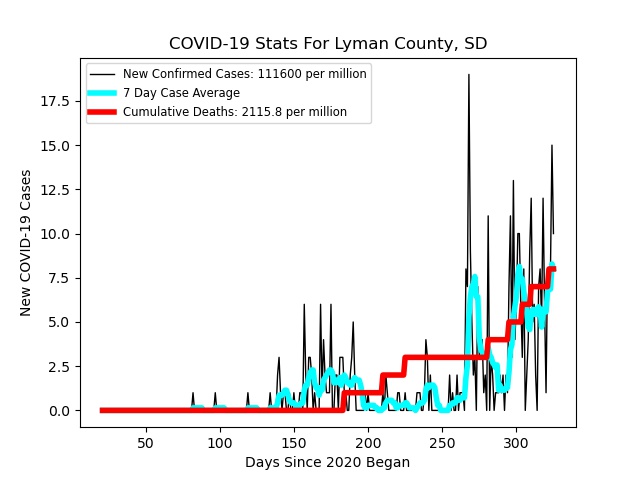 COVID-19 Stats For Lyman County, SD
New Confirmed Cases: 111600 per million
7 Day Case Average
Cumulative Deaths: 2115.8 per million
New COVID-19 Cases
17.5
15.0
12.5
10.0
7.5
5.0
2.5
0.0
50 100 150 200 250 300
Days Since 2020 Began